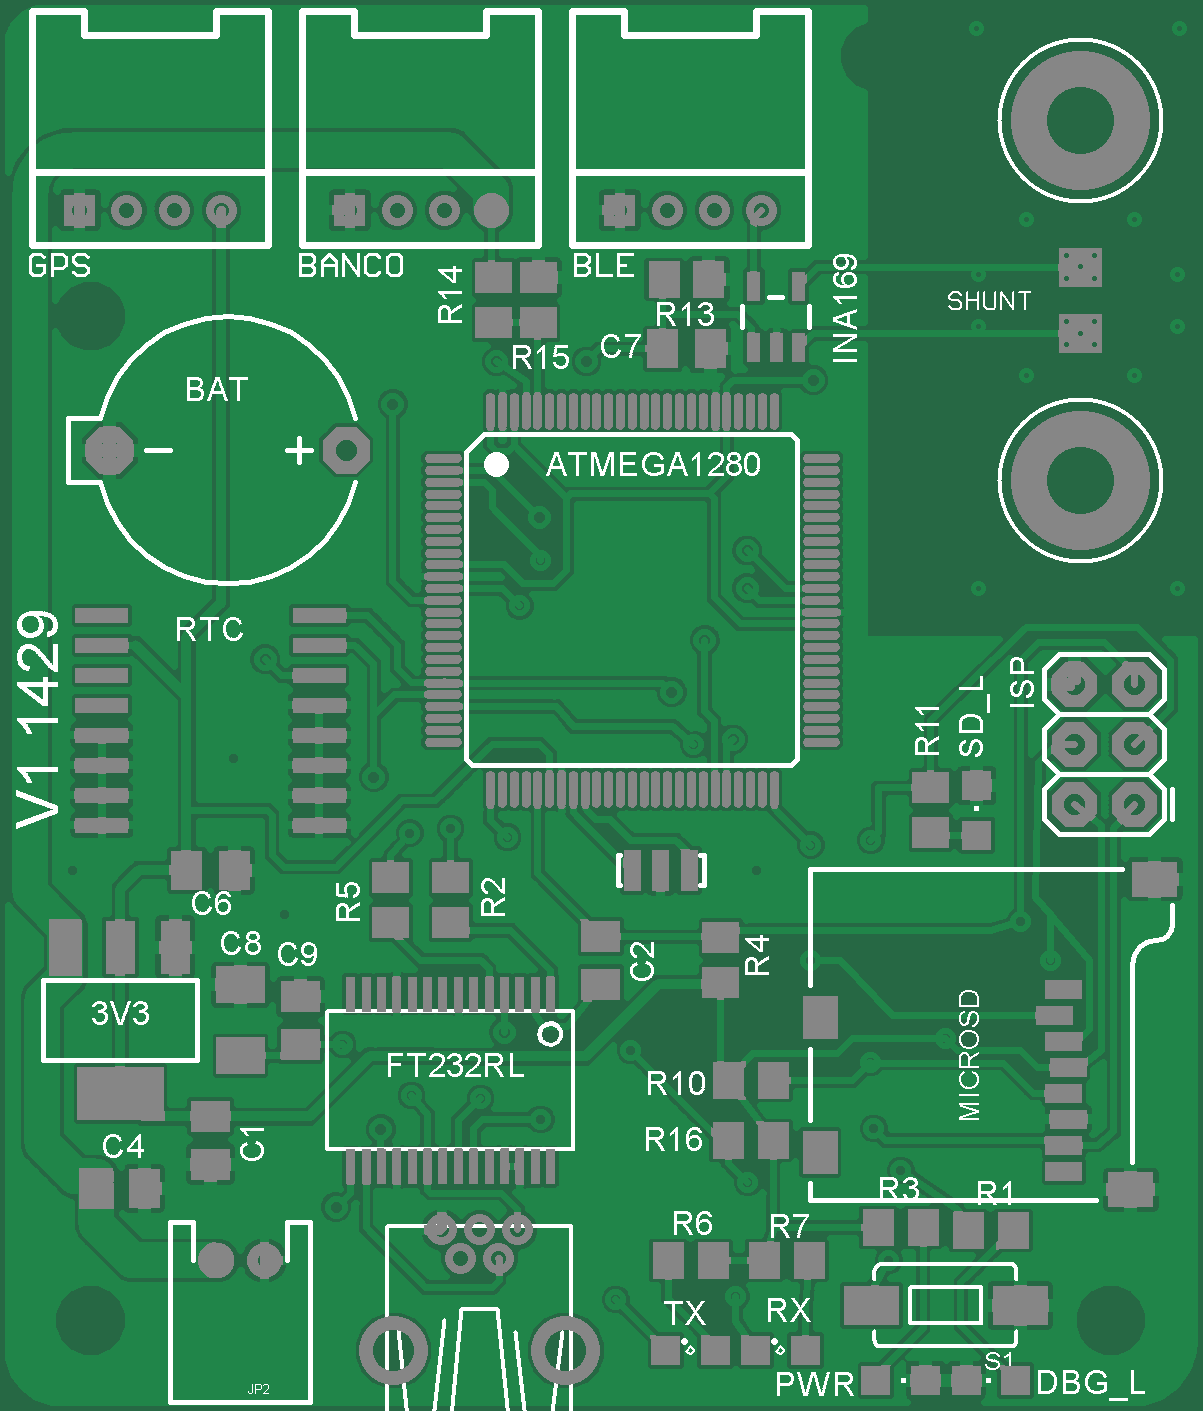 GPS
BANCO
BLE
R14
R15
R13
C7
INA169
SHUNT
BAT
- +
ATMEGA1280
RTC
V1 1429
R11
SD_L
ISP
C6
R5
R2
C8
C9
C2
R4
3V3
FT232RL
MICROSD
R10
C4
C1
R16
R3
R1
R6
R7
TX
RX
S1
JP2
PWR
DBG_L